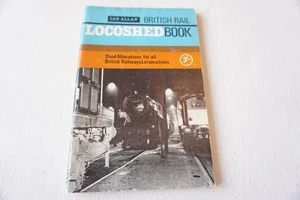 IAN ALLAN BRITISH RAIL
LOCOSHED BOOK
Shed Allocations for all
British Railways Locomotives
3/-